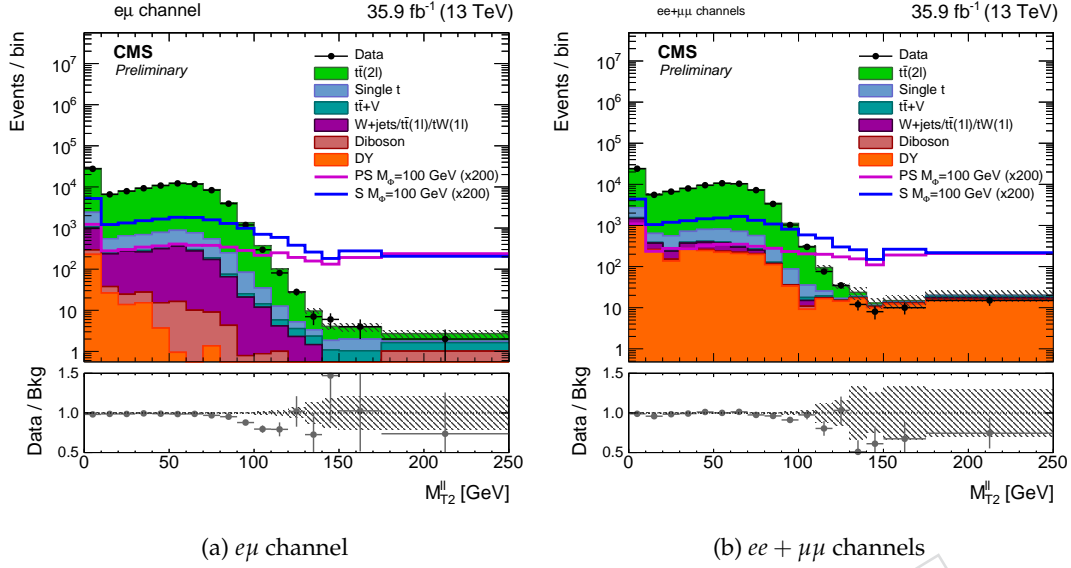 eμ channel 35.9 fb⁻¹ (13 TeV)
CMS
Preliminary
Data
tt̄(2l)
Single t
tt̄+V
W+jets/tt̄(1l)/tW(1l)
Diboson
DY
PS M_Φ=100 GeV (x200)
S M_Φ=100 GeV (x200)
Events / bin
10⁷
10⁶
10⁵
10⁴
10³
10²
10
1
Data / Bkg
1.5
1.0
0.5
0 50 100 150 200 250
M_T2^ll [GeV]
(a) eμ channel
ee+μμ channels 35.9 fb⁻¹ (13 TeV)
CMS
Preliminary
Data
tt̄(2l)
Single t
tt̄+V
W+jets/tt̄(1l)/tW(1l)
Diboson
DY
PS M_Φ=100 GeV (x200)
S M_Φ=100 GeV (x200)
Events / bin
10⁷
10⁶
10⁵
10⁴
10³
10²
10
1
Data / Bkg
1.5
1.0
0.5
0 50 100 150 200 250
M_T2^ll [GeV]
(b) ee + μμ channels